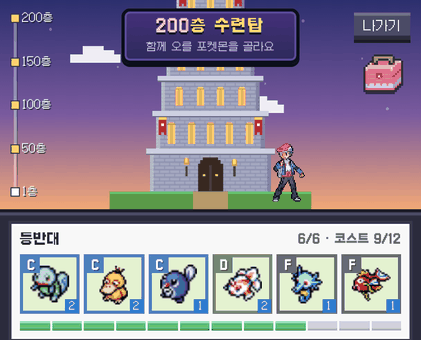 200층
200층 수련탑
나가기
함께 오를 포켓몬을 골라요
150층
100층
50층
1층
등반대
6/6 · 코스트 9/12
C C C D F F
2 2 1 2 1 1